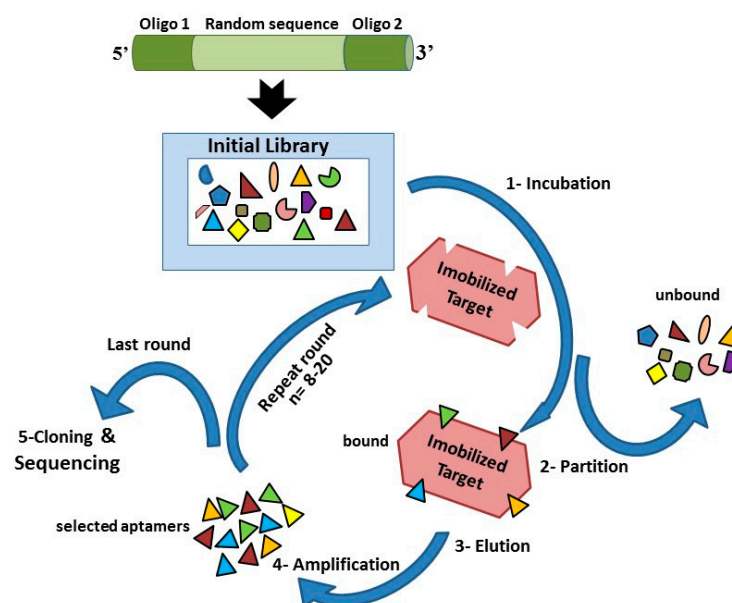 Oligo 1 Random sequence Oligo 2
5’ 3’
Initial Library
1- Incubation
Imobilized
Target
unbound
Repeat round
n= 8-20
Last round
5-Cloning &
Sequencing
bound
Imobilized
Target
2- Partition
selected aptamers
3- Elution
4- Amplification